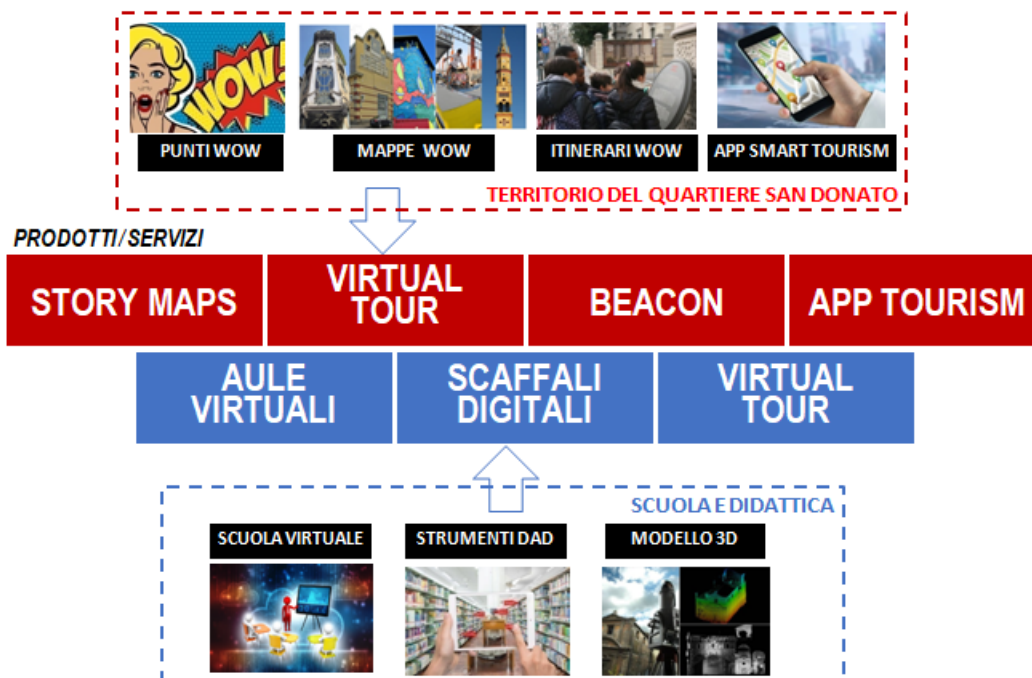 WOW!
PUNTI WOW
MAPPE WOW
ITINERARI WOW
APP SMART TOURISM
TERRITORIO DEL QUARTIERE SAN DONATO
PRODOTTI/SERVIZI
STORY MAPS
VIRTUAL
TOUR
BEACON
APP TOURISM
AULE
VIRTUALI
SCAFFALI
DIGITALI
VIRTUAL
TOUR
SCUOLA E DIDATTICA
SCUOLA VIRTUALE
STRUMENTI DAD
MODELLO 3D